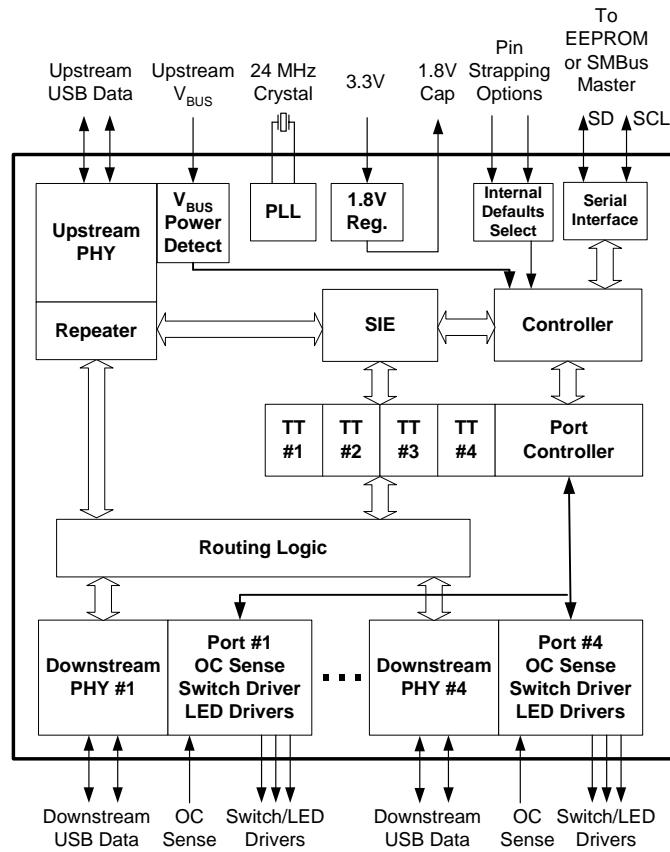 To
EEPROM
or SMBus
Master
Upstream
USB Data
Upstream
VBUS
24 MHz
Crystal
3.3V
1.8V
Cap
Pin
Strapping
Options
SD
SCL
Upstream
PHY
VBUS
Power
Detect
PLL
1.8V
Reg.
Internal
Defaults
Select
Serial
Interface
Repeater
SIE
Controller
TT
#1
TT
#2
TT
#3
TT
#4
Port
Controller
Routing Logic
Downstream
PHY #1
Port #1
OC Sense
Switch Driver
LED Drivers
...
Downstream
PHY #4
Port #4
OC Sense
Switch Driver
LED Drivers
Downstream
USB Data
OC
Sense
Switch/LED
Drivers
Downstream
USB Data
OC
Sense
Switch/LED
Drivers